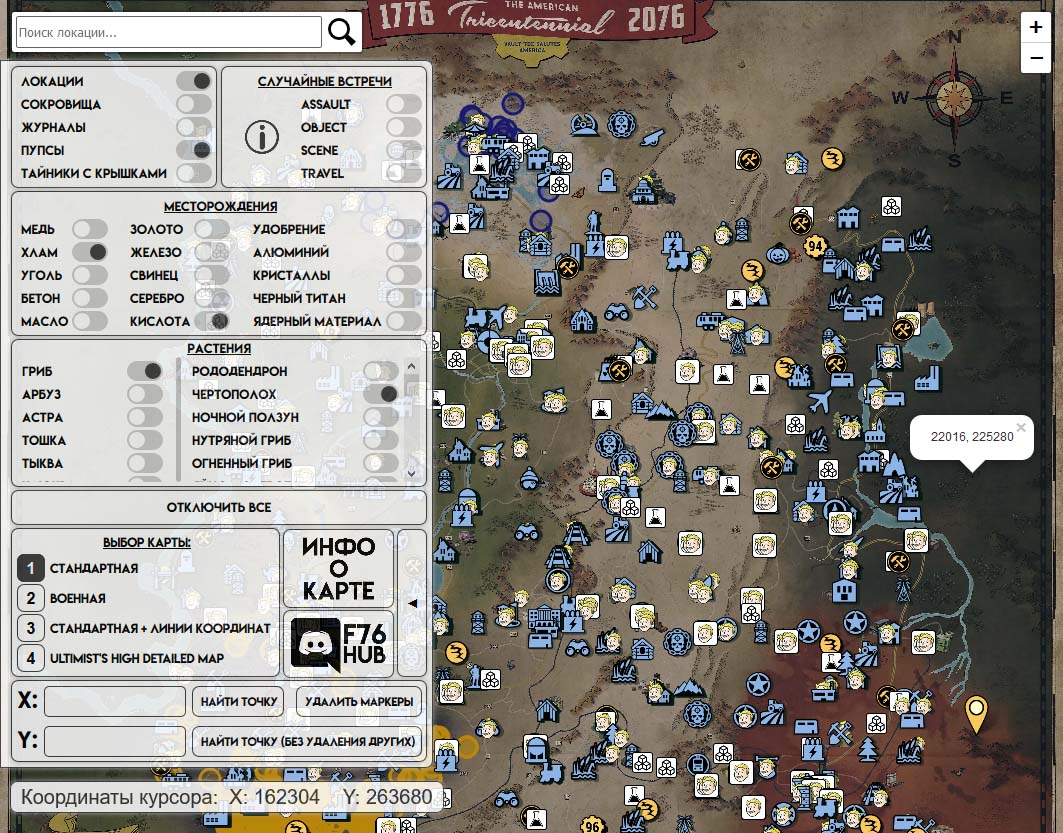 1776 THE AMERICAN Tricentennial 2076
VAULT-TEC SALUTES
AMERICA
Поиск локации...
+
−
N
W E
S
ЛОКАЦИИ
СОКРОВИЩА
ЖУРНАЛЫ
ПУПСЫ
ТАЙНИКИ С КРЫШКАМИ
СЛУЧАЙНЫЕ ВСТРЕЧИ
ASSAULT
OBJECT
SCENE
TRAVEL
МЕСТОРОЖДЕНИЯ
МЕДЬ ЗОЛОТО УДОБРЕНИЕ
ХЛАМ ЖЕЛЕЗО АЛЮМИНИЙ
УГОЛЬ СВИНЕЦ КРИСТАЛЛЫ
БЕТОН СЕРЕБРО ЧЕРНЫЙ ТИТАН
МАСЛО КИСЛОТА ЯДЕРНЫЙ МАТЕРИАЛ
РАСТЕНИЯ
ГРИБ РОДОДЕНДРОН
АРБУЗ ЧЕРТОПОЛОХ
АСТРА НОЧНОЙ ПОЛЗУН
ТОШКА НУТРЯНОЙ ГРИБ
ТЫКВА ОГНЕННЫЙ ГРИБ
ОТКЛЮЧИТЬ ВСЕ
ВЫБОР КАРТЫ:
1 СТАНДАРТНАЯ
2 ВОЕННАЯ
3 СТАНДАРТНАЯ + ЛИНИИ КООРДИНАТ
4 ULTIMIST'S HIGH DETAILED MAP
ИНФО
О
КАРТЕ
F76
HUB
X: НАЙТИ ТОЧКУ УДАЛИТЬ МАРКЕРЫ
Y: НАЙТИ ТОЧКУ (БЕЗ УДАЛЕНИЯ ДРУГИХ)
Координаты курсора: X: 162304 Y: 263680
94
22016, 225280 ×
96